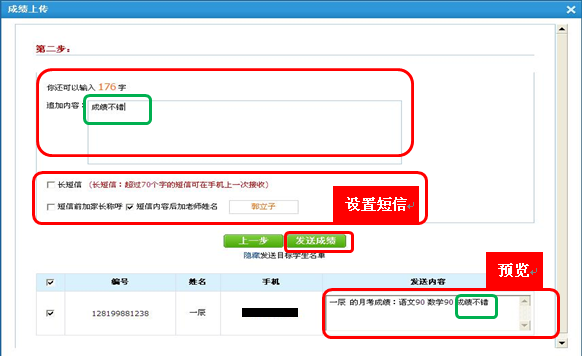 成绩上传
第二步：
你还可以输入 176 字
追加内容： 成绩不错
长短信 （长短信：超过70个字的短信可在手机上一次接收）
短信前加家长称呼 短信内容后加老师姓名 郭立子
设置短信
上一步 发送成绩
隐藏发送目标学生名单
预览
编号 姓名 手机 发送内容
128199881238 一辰 一辰 的月考成绩：语文90 数学90 成绩不错